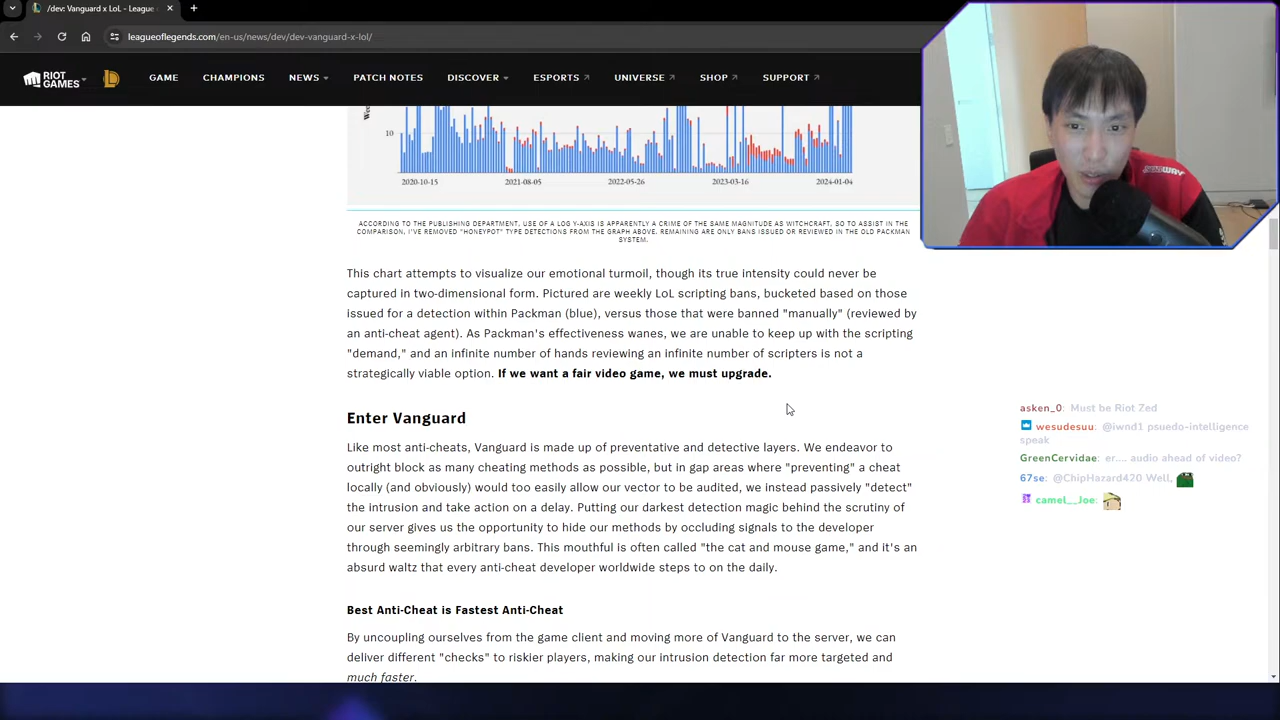 /dev: Vanguard x LoL - League
leagueoflegends.com/en-us/news/dev/dev-vanguard-x-lol/
RIOT GAMES
GAME
CHAMPIONS
NEWS
PATCH NOTES
DISCOVER
ESPORTS
UNIVERSE
SHOP
SUPPORT
10
2020-10-15
2021-08-05
2022-05-26
2023-03-16
2024-01-04
ACCORDING TO THE PUBLISHING DEPARTMENT, USE OF A LOG Y-AXIS IS APPARENTLY A CRIME OF THE SAME MAGNITUDE AS WITCHCRAFT, SO TO ASSIST IN THE
COMPARISON, I'VE REMOVED "HONEYPOT" TYPE DETECTIONS FROM THE GRAPH ABOVE. REMAINING ARE ONLY BANS ISSUED OR REVIEWED IN THE OLD PACKMAN
SYSTEM.
This chart attempts to visualize our emotional turmoil, though its true intensity could never be
captured in two-dimensional form. Pictured are weekly LoL scripting bans, bucketed based on those
issued for a detection within Packman (blue), versus those that were banned "manually" (reviewed by
an anti-cheat agent). As Packman's effectiveness wanes, we are unable to keep up with the scripting
"demand," and an infinite number of hands reviewing an infinite number of scripters is not a
strategically viable option. If we want a fair video game, we must upgrade.
Enter Vanguard
Like most anti-cheats, Vanguard is made up of preventative and detective layers. We endeavor to
outright block as many cheating methods as possible, but in gap areas where "preventing" a cheat
locally (and obviously) would too easily allow our vector to be audited, we instead passively "detect"
the intrusion and take action on a delay. Putting our darkest detection magic behind the scrutiny of
our server gives us the opportunity to hide our methods by occluding signals to the developer
through seemingly arbitrary bans. This mouthful is often called "the cat and mouse game," and it's an
absurd waltz that every anti-cheat developer worldwide steps to on the daily.
Best Anti-Cheat is Fastest Anti-Cheat
By uncoupling ourselves from the game client and moving more of Vanguard to the server, we can
deliver different "checks" to riskier players, making our intrusion detection far more targeted and
much faster.
asken_0: Must be Riot Zed
wesudesuu: @iwnd1 psuedo-intelligence
speak
GreenCervidae: er.... audio ahead of video?
67se: @ChipHazard420 Well,
camel__Joe: